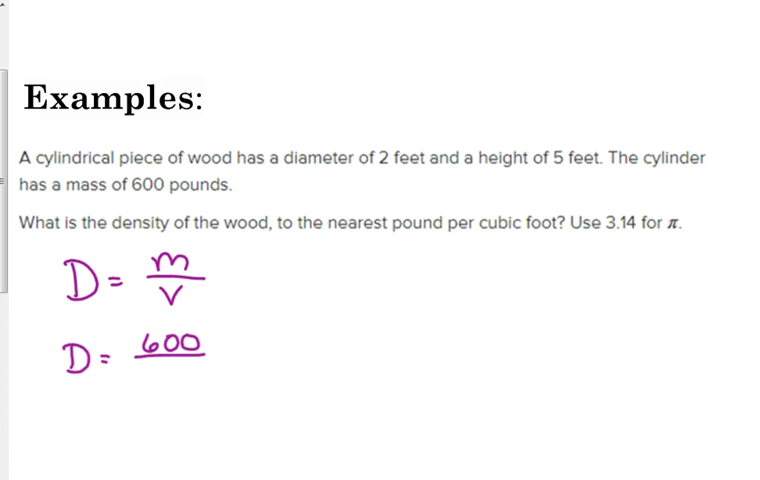 Examples:
A cylindrical piece of wood has a diameter of 2 feet and a height of 5 feet. The cylinder
has a mass of 600 pounds.
What is the density of the wood, to the nearest pound per cubic foot? Use 3.14 for π.
D = m/v
D = 600